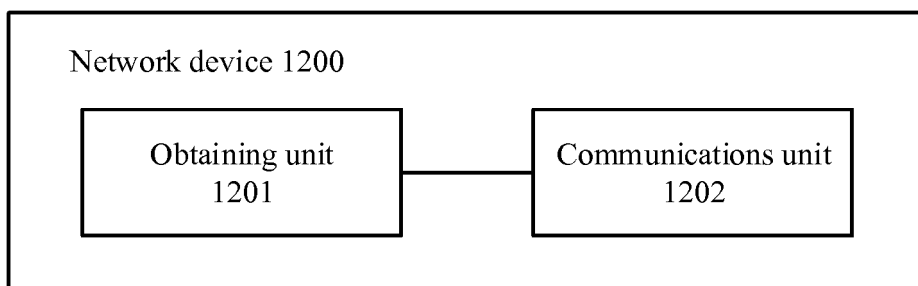 Network device 1200
Obtaining unit
1201
Communications unit
1202